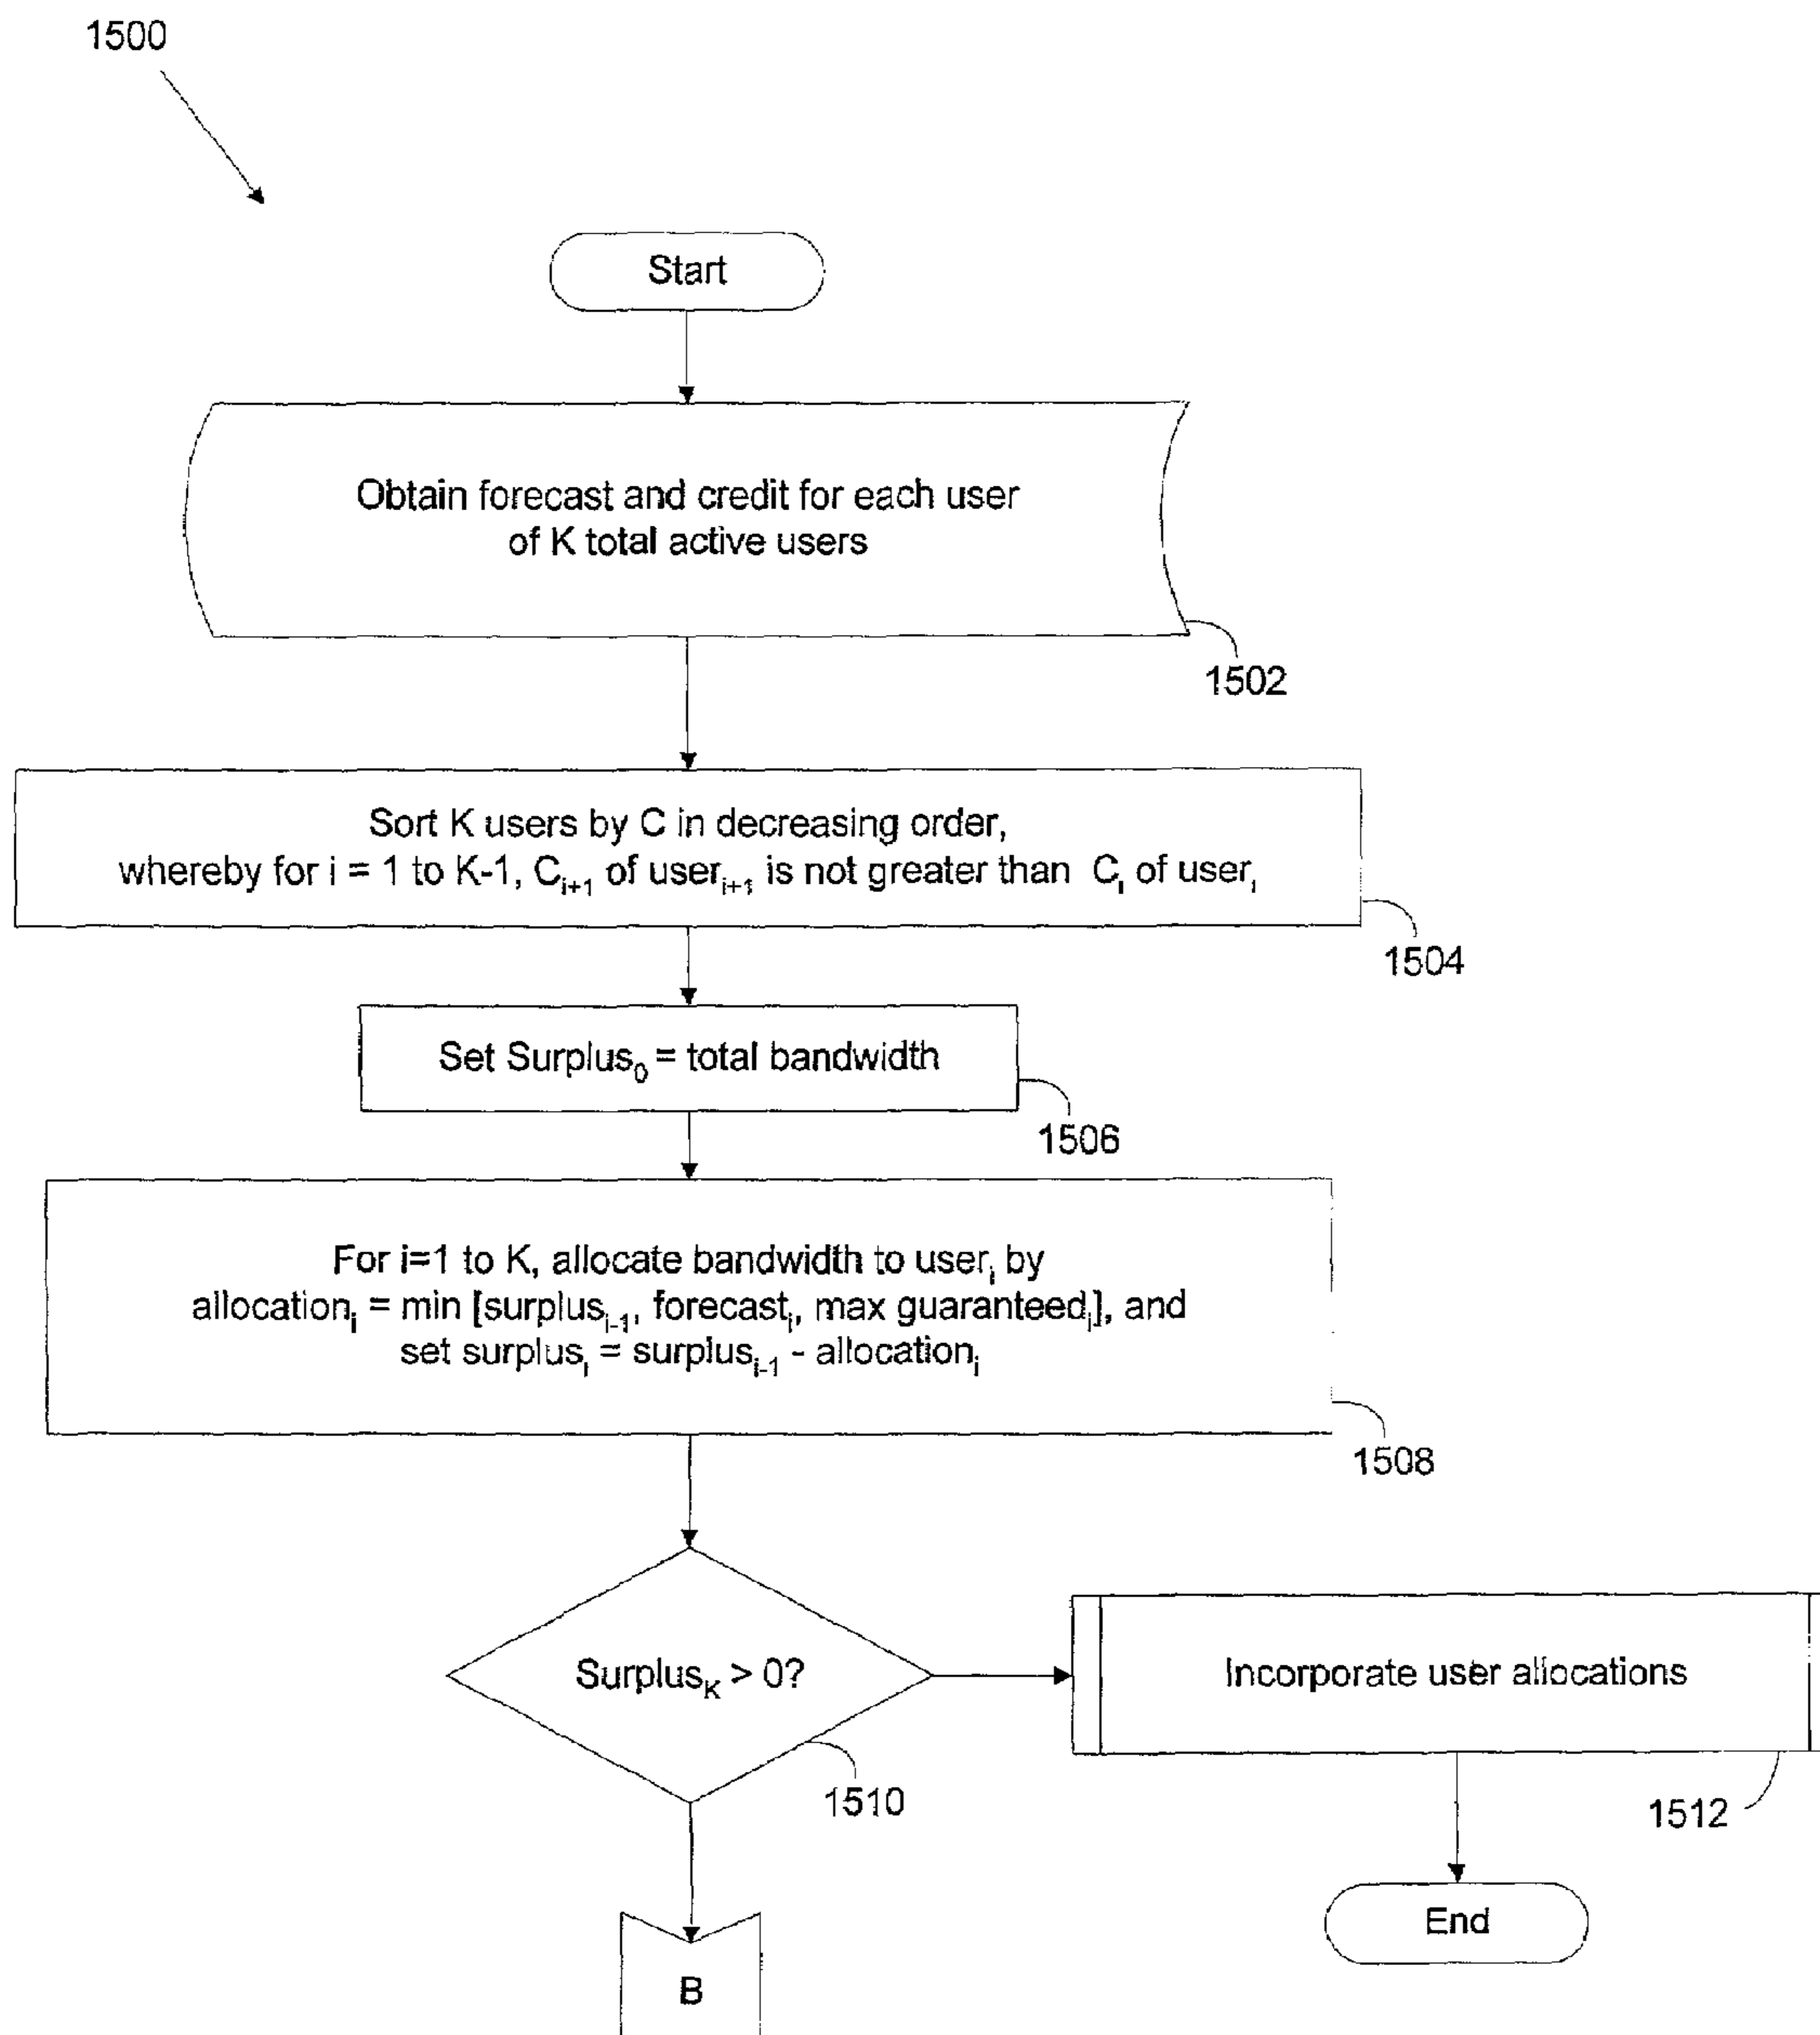 1500
Start
Obtain forecast and credit for each user
of K total active users
1502
Sort K users by C in decreasing order,
whereby for i = 1 to K-1, Cᵢ₊₁ of userᵢ₊₁ is not greater than Cᵢ of userᵢ
1504
Set Surplus₀ = total bandwidth
1506
For i=1 to K, allocate bandwidth to userᵢ by
allocationᵢ = min [surplusᵢ₋₁, forecastᵢ, max guaranteedᵢ], and
set surplusᵢ = surplusᵢ₋₁ - allocationᵢ
1508
Surplus_K > 0?
1510
Incorporate user allocations
1512
End
B